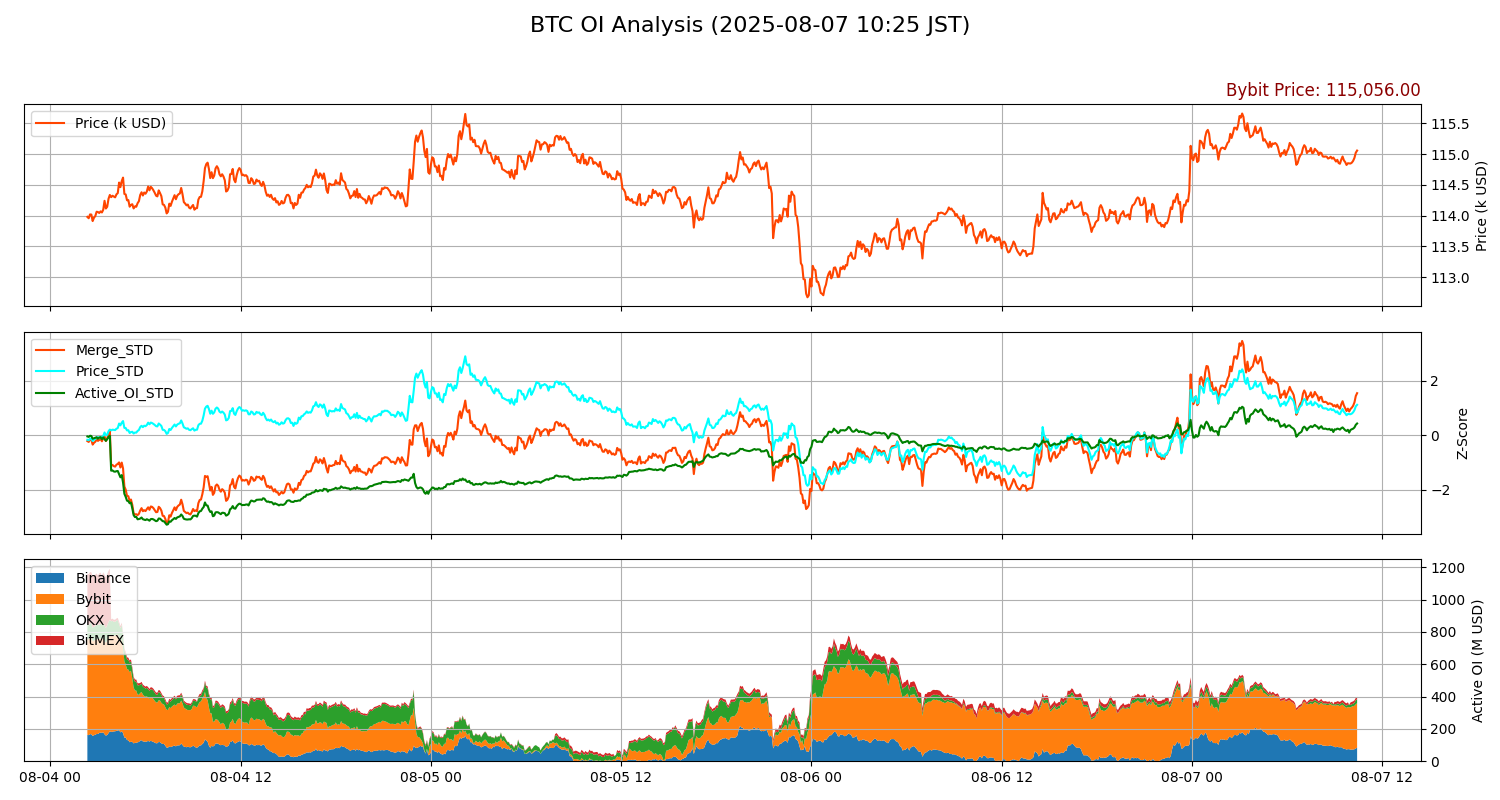 BTC OI Analysis (2025-08-07 10:25 JST)
Bybit Price: 115,056.00
Price (k USD)
115.5
115.0
114.5
114.0
113.5
113.0
Price (k USD)
Merge_STD
Price_STD
Active_OI_STD
2
0
−2
Z-Score
Binance
Bybit
OKX
BitMEX
1200
1000
800
600
400
200
0
Active OI (M USD)
08-04 00
08-04 12
08-05 00
08-05 12
08-06 00
08-06 12
08-07 00
08-07 12